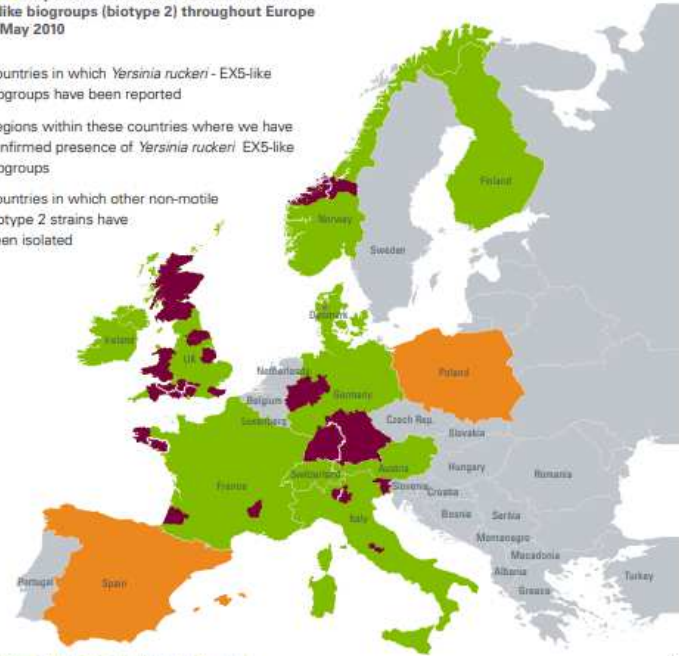 like biogroups (biotype 2) throughout Europe
May 2010
ountries in which Yersinia ruckeri - EX5-like
ogroups have been reported
egions within these countries where we have
nfirmed presence of Yersinia ruckeri EX5-like
ogroups
ountries in which other non-motile
otype 2 strains have
een isolated
Finland
Norway
Sweden
Denmark
Ireland
UK
Netherlands
Poland
Belgium
Germany
Luxemberg
Czech Rep.
Slovakia
Switzerland
Austria
Hungary
France
Slovenia
Croatia
Romania
Italy
Bosnia
Serbia
Montenegro
Macedonia
Albania
Portugal
Spain
Greece
Turkey